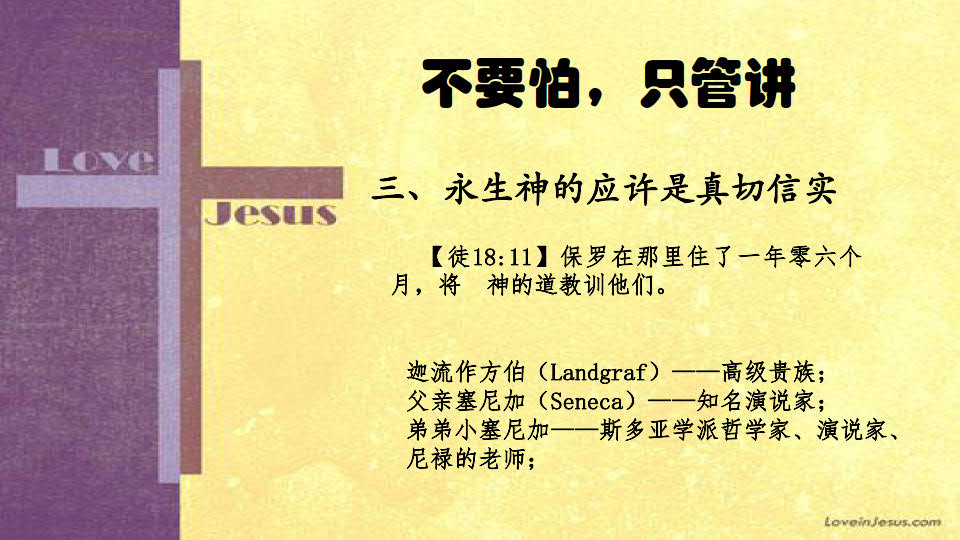 不要怕，只管讲
Love
Jesus
三、永生神的应许是真切信实
【徒18:11】保罗在那里住了一年零六个
月，将　神的道教训他们。
迦流作方伯（Landgraf）——高级贵族；
父亲塞尼加（Seneca）——知名演说家；
弟弟小塞尼加——斯多亚学派哲学家、演说家、
尼禄的老师；
LoveinJesus.com